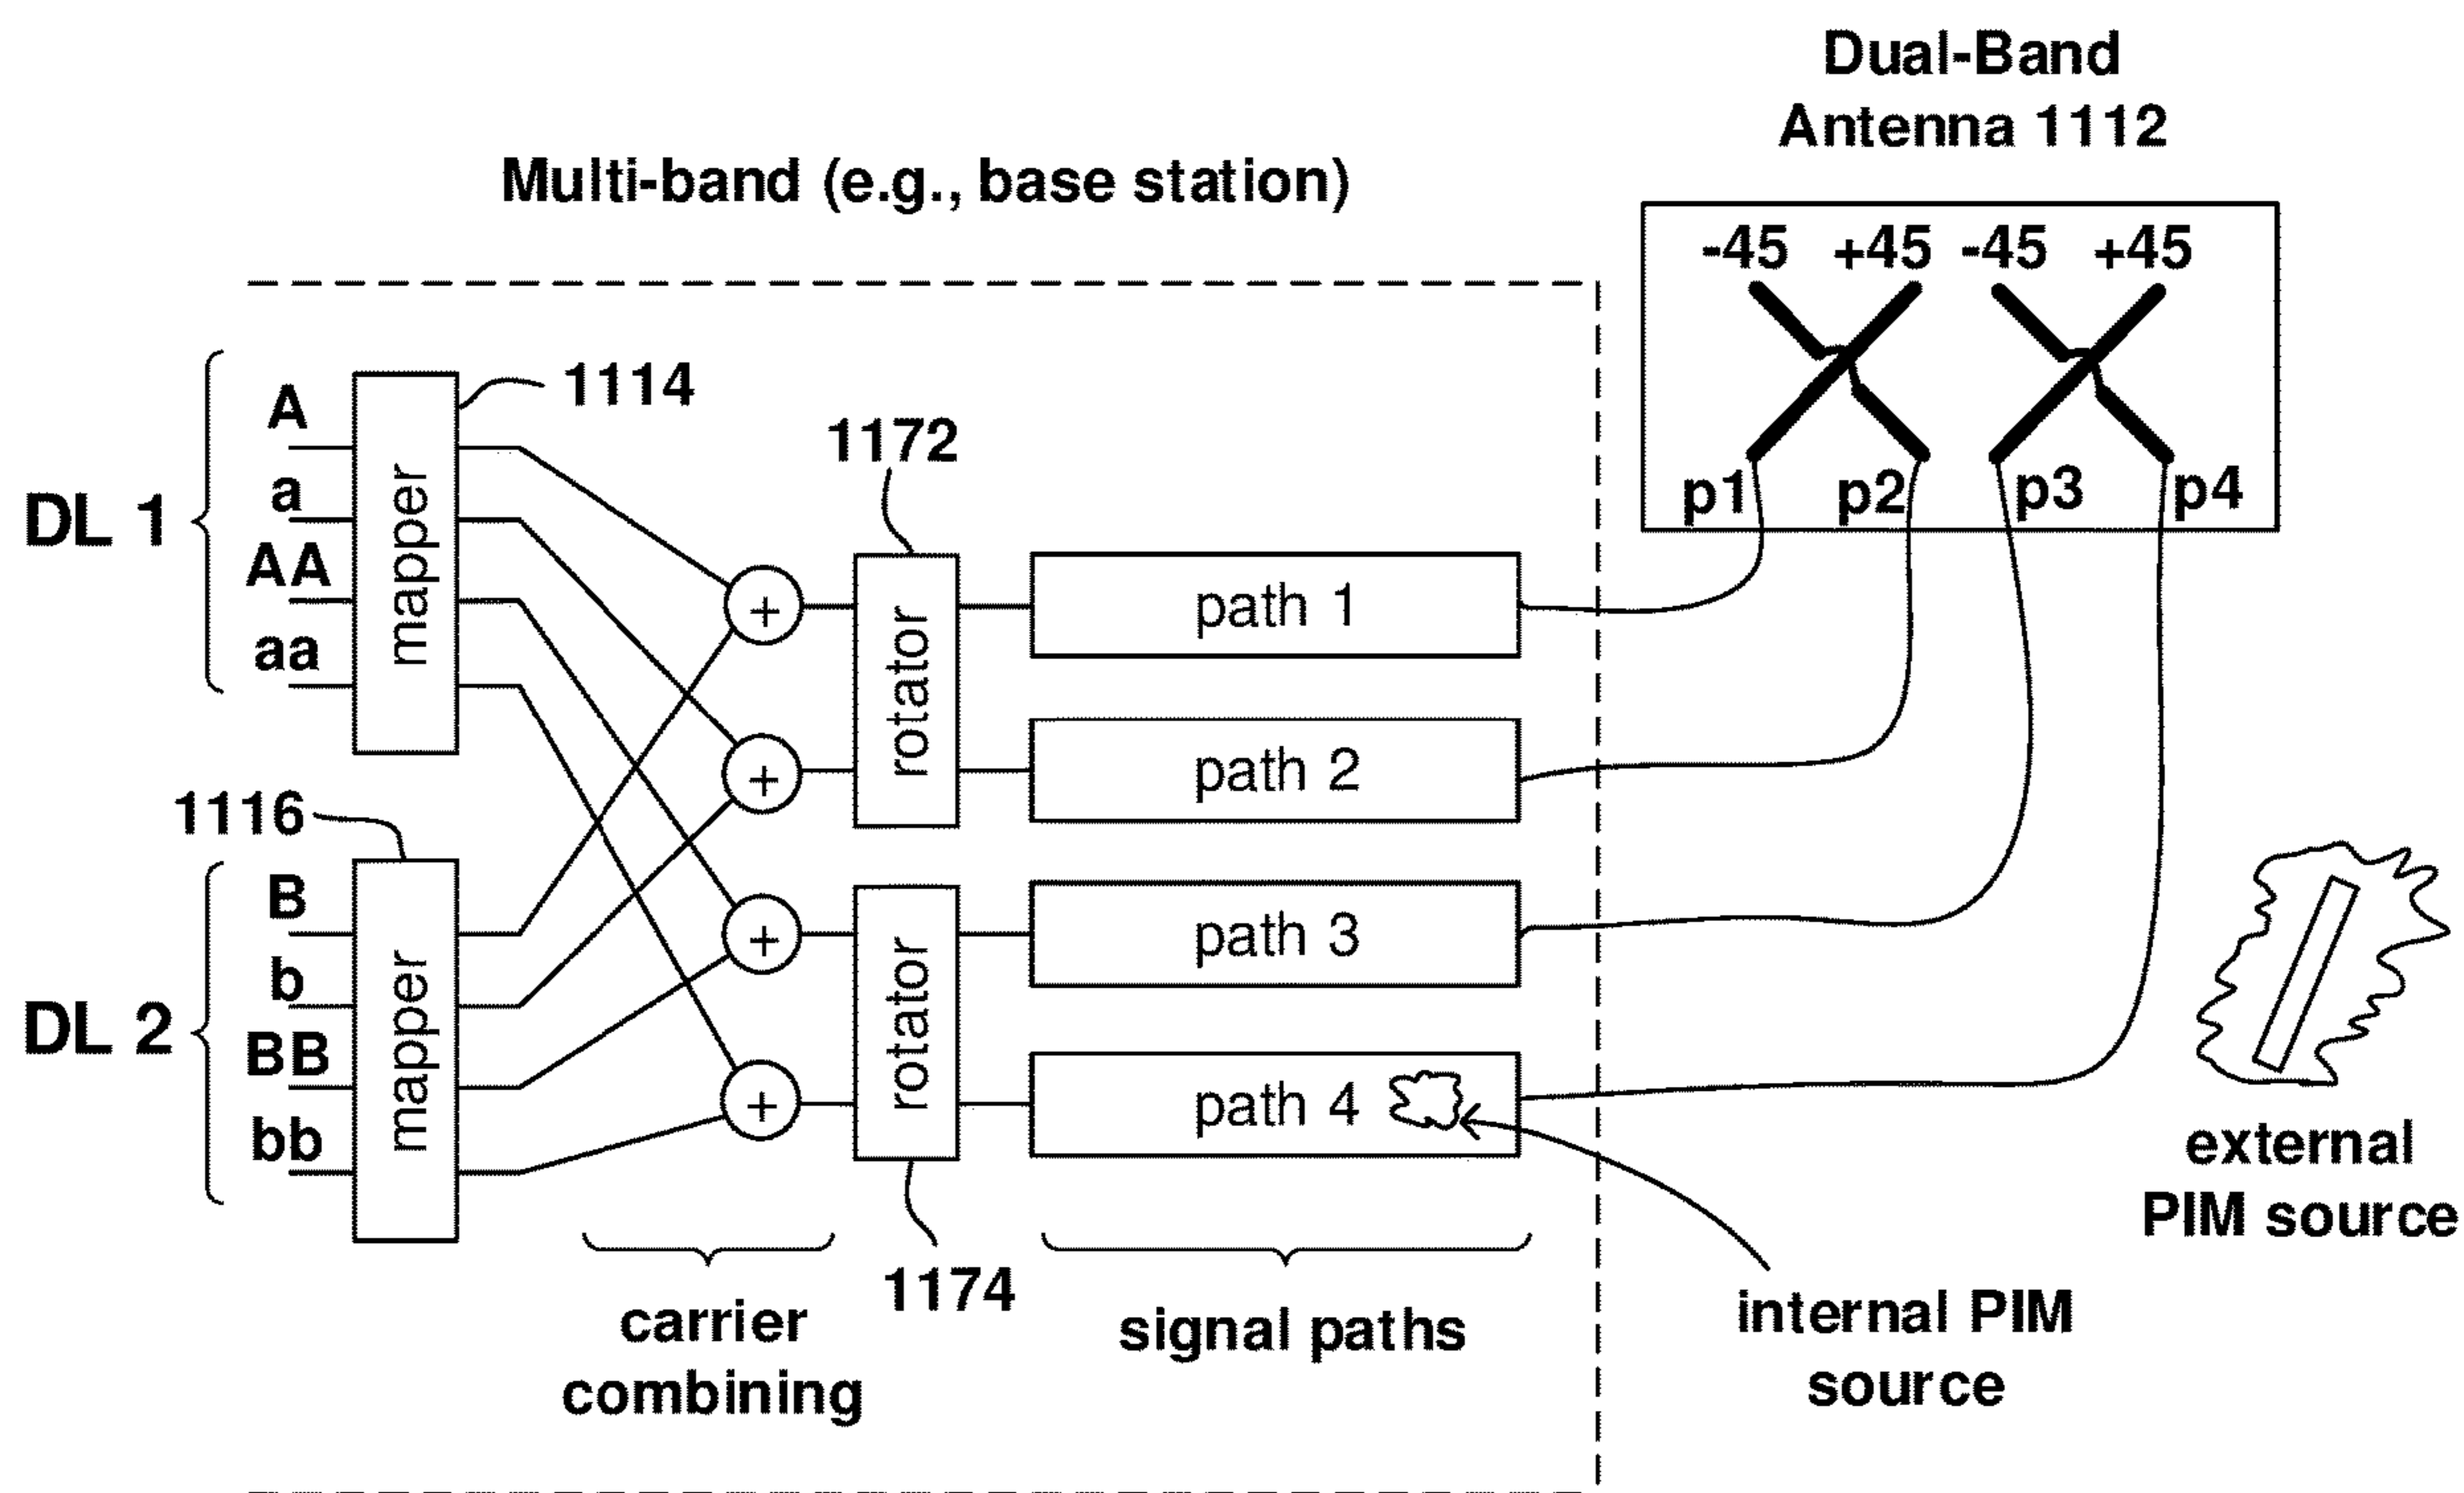 Dual-Band
Antenna 1112
Multi-band (e.g., base station)
-45 +45 -45 +45
p1 p2 p3 p4
DL 1
A
a
AA
aa
mapper
1114
1172
rotator
path 1
path 2
1116
DL 2
B
b
BB
bb
mapper
+
+
+
+
rotator
path 3
path 4
1174
carrier
combining
signal paths
internal PIM
source
external
PIM source